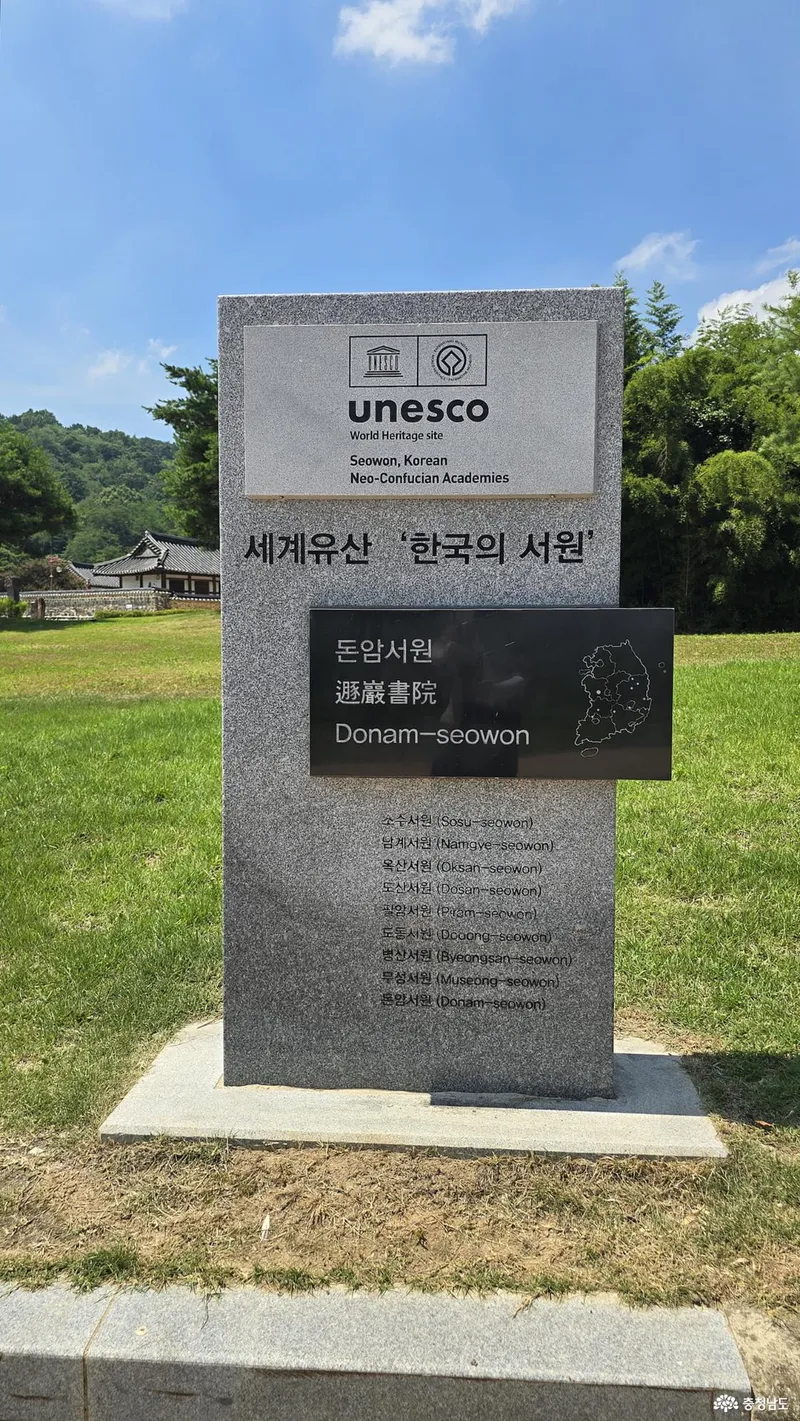 UNESCO
unesco
World Heritage site
Seowon, Korean
Neo-Confucian Academies
세계유산 '한국의 서원'
돈암서원
遯巖書院
Donam-seowon
소수서원 (Sosu-seowon)
남계서원 (Namgye-seowon)
옥산서원 (Oksan-seowon)
도산서원 (Dosan-seowon)
필암서원 (Piram-seowon)
도동서원 (Dodong-seowon)
병산서원 (Byeongsan-seowon)
무성서원 (Museong-seowon)
돈암서원 (Donam-seowon)
충청남도